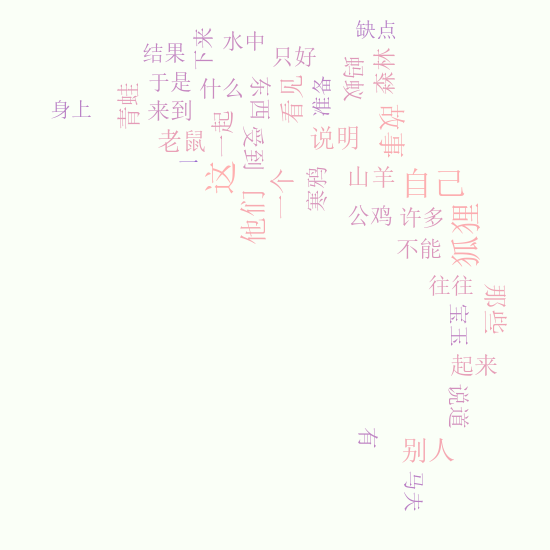 缺点
下来
水中
结果
只好
蚂蚁
森林
于是
什么
东西
看见
准备
青蛙
身上
来到
故事
一起
老鼠
受到
说明
一
这
一个
寒鸦
山羊
自己
他们
公鸡
许多
狐狸
不能
往往
那些
宝玉
起来
说道
有
别人
马夫